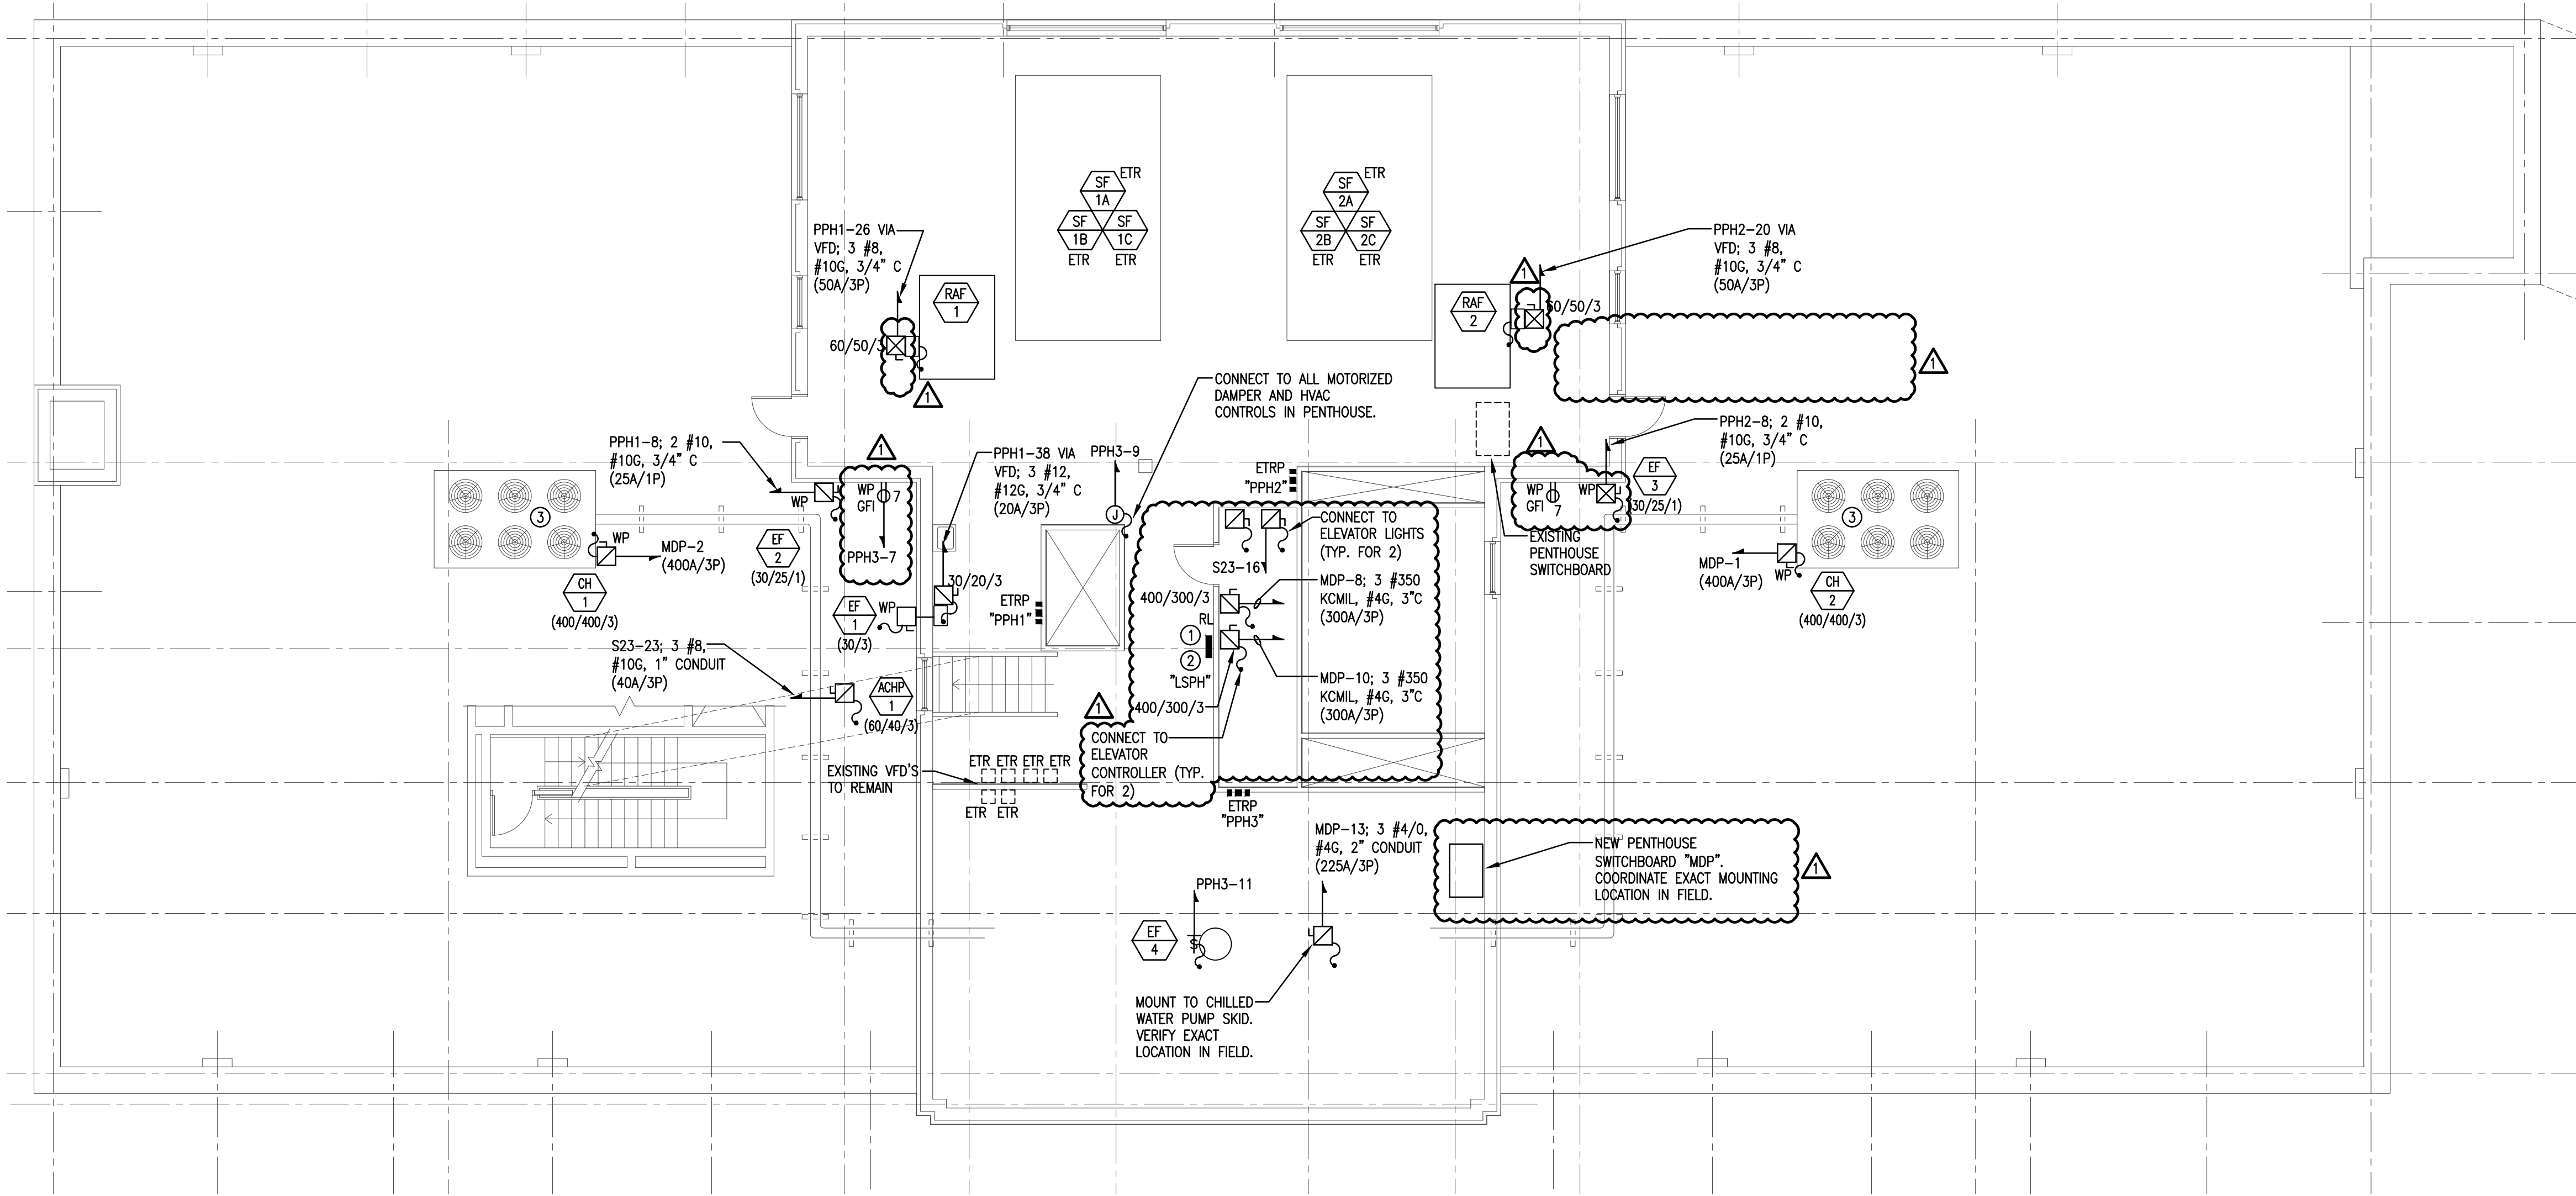 SF
1A
ETR
SF
1B
SF
1C
ETR
ETR
SF
2A
ETR
SF
2B
SF
2C
ETR
ETR
PPH1-26 VIA
VFD; 3 #8,
#10G, 3/4" C
(50A/3P)
RAF
1
60/50/3
1
PPH2-20 VIA
VFD; 3 #8,
#10G, 3/4" C
(50A/3P)
1
RAF
2
60/50/3
1
CONNECT TO ALL MOTORIZED
DAMPER AND HVAC
CONTROLS IN PENTHOUSE.
PPH1-8; 2 #10,
#10G, 3/4" C
(25A/1P)
WP
1
WP
GFI
7
PPH3-7
PPH1-38 VIA
VFD; 3 #12,
#12G, 3/4" C
(20A/3P)
PPH3-9
J
ETRP
"PPH2"
1
PPH2-8; 2 #10,
#10G, 3/4" C
(25A/1P)
WP
GFI
7
WP
EF
3
(30/25/1)
EXISTING
PENTHOUSE
SWITCHBOARD
3
WP
MDP-2
(400A/3P)
CH
1
(400/400/3)
EF
2
(30/25/1)
3
MDP-1
(400A/3P)
WP
CH
2
(400/400/3)
CONNECT TO
ELEVATOR LIGHTS
(TYP. FOR 2)
S23-16
30/20/3
EF
1
WP
(30/3)
ETRP
"PPH1"
400/300/3
MDP-8; 3 #350
KCMIL, #4G, 3"C
(300A/3P)
RL
1
2
"LSPH"
400/300/3
MDP-10; 3 #350
KCMIL, #4G, 3"C
(300A/3P)
S23-23; 3 #8,
#10G, 1" CONDUIT
(40A/3P)
ACHP
1
(60/40/3)
1
CONNECT TO
ELEVATOR
CONTROLLER (TYP.
FOR 2)
EXISTING VFD'S
TO REMAIN
ETR ETR ETR ETR
ETR ETR
ETRP
"PPH3"
MDP-13; 3 #4/0,
#4G, 2" CONDUIT
(225A/3P)
NEW PENTHOUSE
SWITCHBOARD "MDP".
COORDINATE EXACT MOUNTING
LOCATION IN FIELD.
1
PPH3-11
EF
4
S
MOUNT TO CHILLED
WATER PUMP SKID.
VERIFY EXACT
LOCATION IN FIELD.